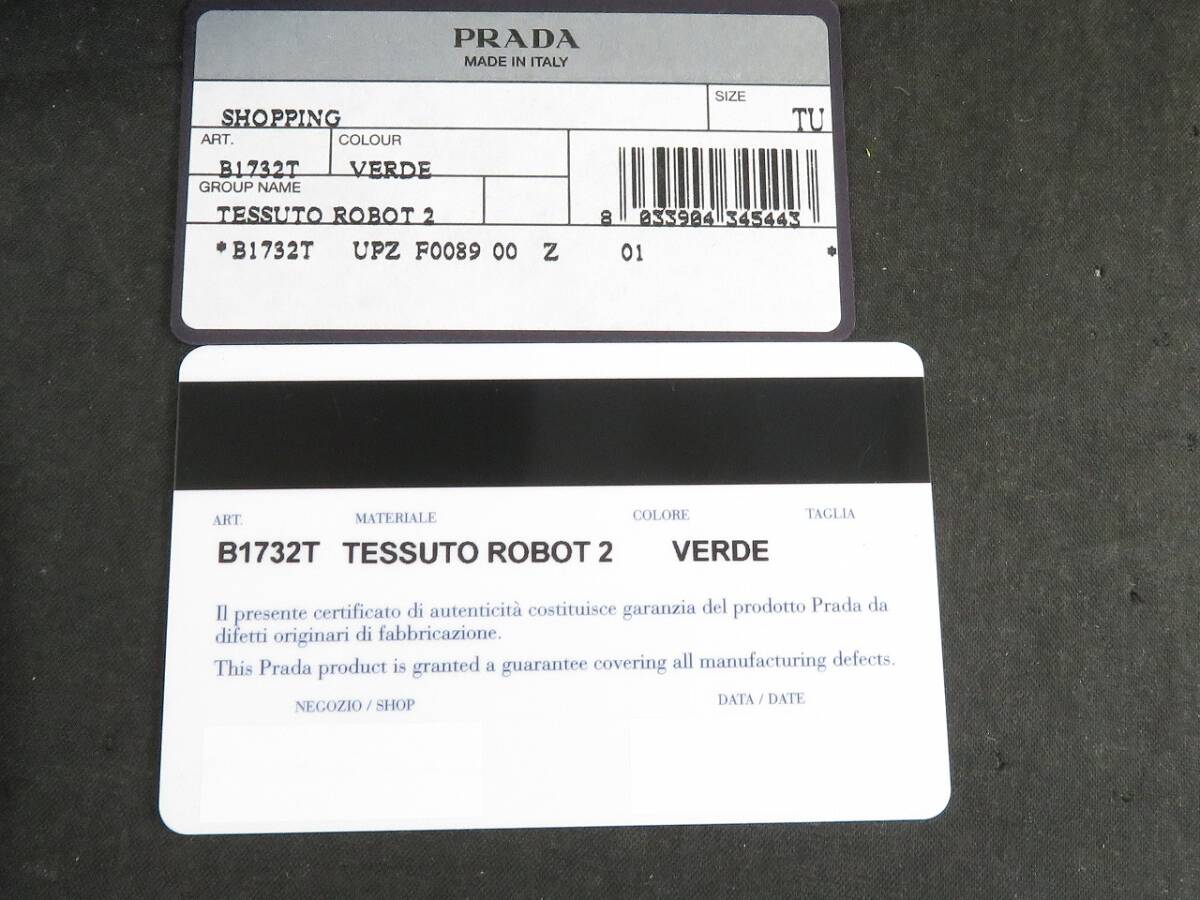 PRADA
MADE IN ITALY
SHOPPING
SIZE
TU
ART.
B1732T
COLOUR
VERDE
GROUP NAME
TESSUTO ROBOT 2
8 033904 345443
*B1732T UPZ F0089 00 Z 01 *
ART. MATERIALE COLORE TAGLIA
B1732T TESSUTO ROBOT 2 VERDE
Il presente certificato di autenticità costituisce garanzia del prodotto Prada da
difetti originari di fabbricazione.
This Prada product is granted a guarantee covering all manufacturing defects.
NEGOZIO / SHOP DATA / DATE